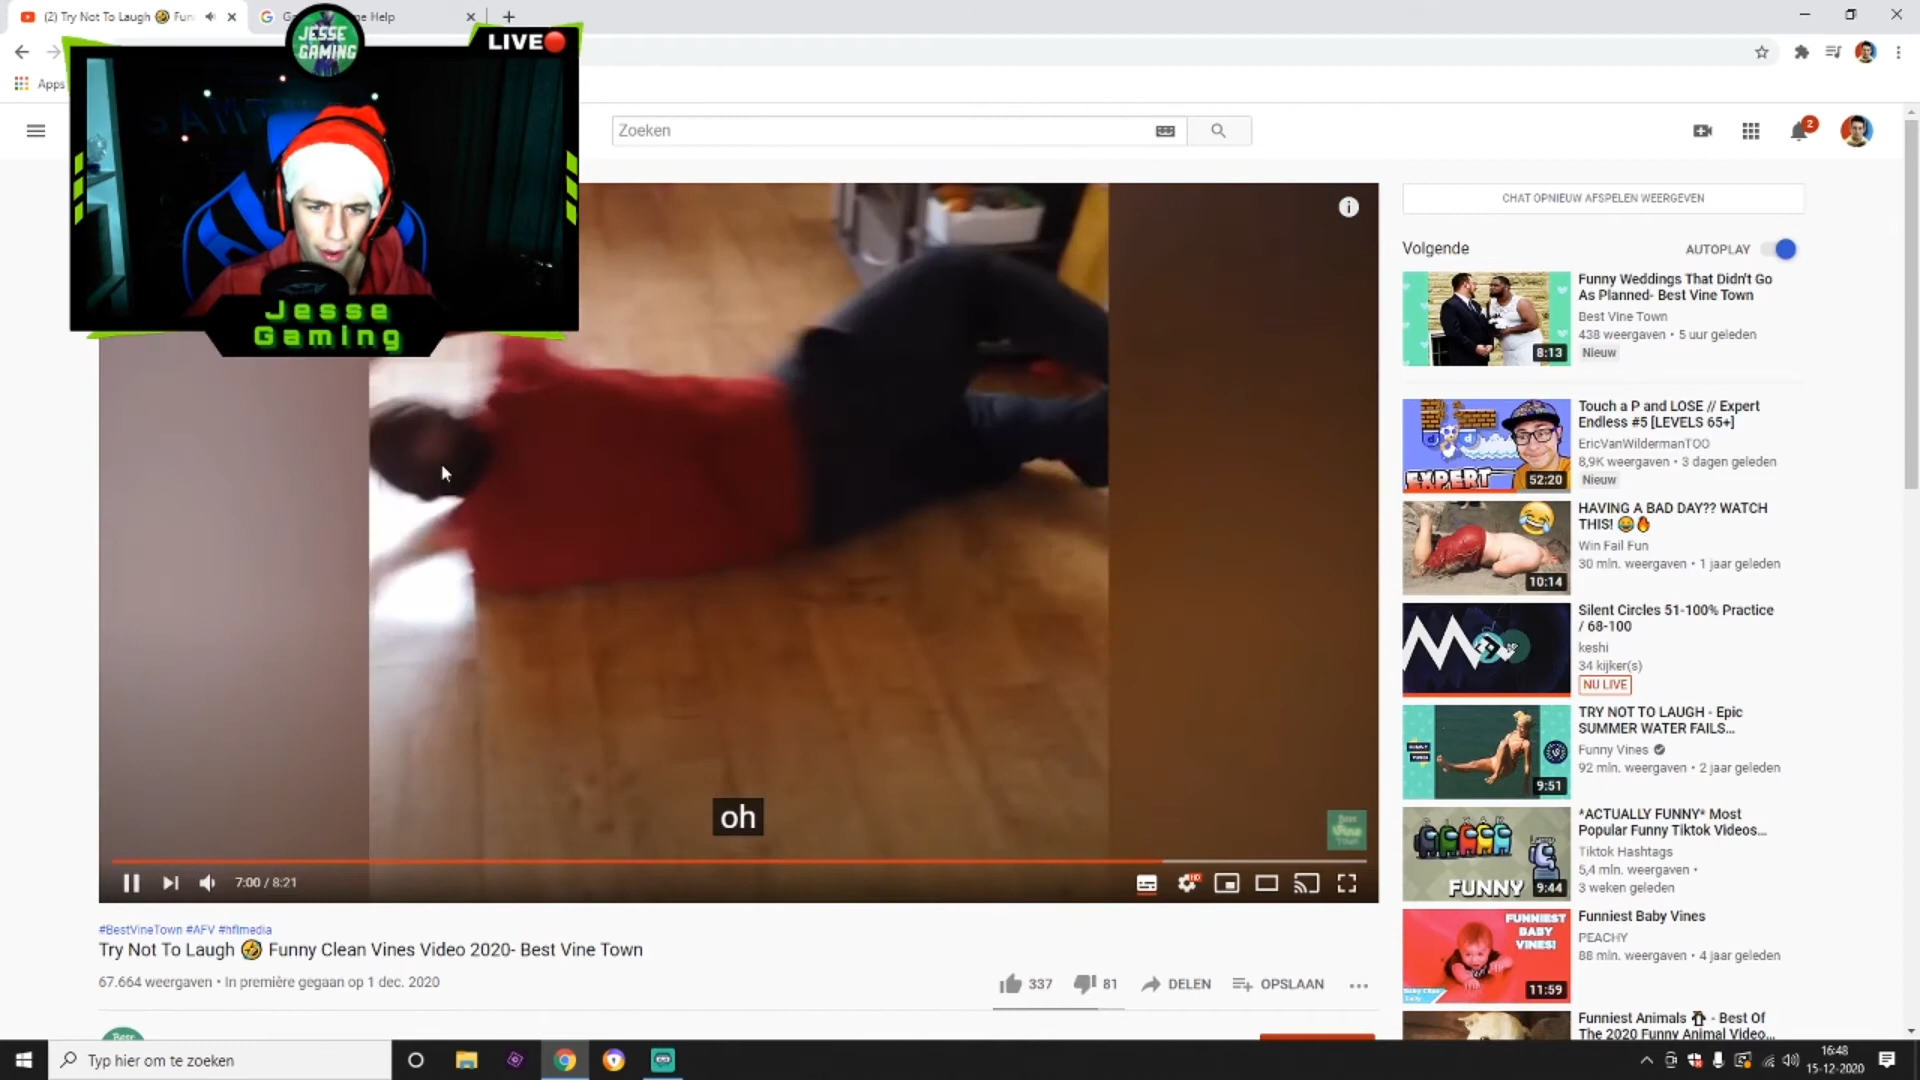 (2) Try Not To Laugh 🤣 Fun
e Help
JESSE
GAMING
LIVE
Apps
Jesse
Gaming
Zoeken
2
CHAT OPNIEUW AFSPELEN WEERGEVEN
Volgende
AUTOPLAY
Funny Weddings That Didn't Go
As Planned- Best Vine Town
Best Vine Town
438 weergaven • 5 uur geleden
Nieuw
8:13
Touch a P and LOSE // Expert
Endless #5 [LEVELS 65+]
EricVanWildermanTOO
8,9K weergaven • 3 dagen geleden
Nieuw
EXPERT
52:20
HAVING A BAD DAY?? WATCH
THIS! 😂🔥
Win Fail Fun
30 mln. weergaven • 1 jaar geleden
10:14
Silent Circles 51-100% Practice
/ 68-100
keshi
34 kijker(s)
NU LIVE
TRY NOT TO LAUGH - Epic
SUMMER WATER FAILS...
Funny Vines
92 mln. weergaven • 2 jaar geleden
9:51
*ACTUALLY FUNNY* Most
Popular Funny Tiktok Videos...
Tiktok Hashtags
5,4 mln. weergaven •
3 weken geleden
FUNNY
9:44
Funniest Baby Vines
PEACHY
88 mln. weergaven • 4 jaar geleden
FUNNIEST
BABY
VINES!
11:59
Funniest Animals 🐧 - Best Of
The 2020 Funny Animal Video...
oh
Best
Vine
Town
7:00 / 8:21
HD
#BestVineTown #AFV #hflmedia
Try Not To Laugh 🤣 Funny Clean Vines Video 2020- Best Vine Town
67.664 weergaven • In première gegaan op 1 dec. 2020
337
81
DELEN
OPSLAAN
Best
Typ hier om te zoeken
16:48
15-12-2020